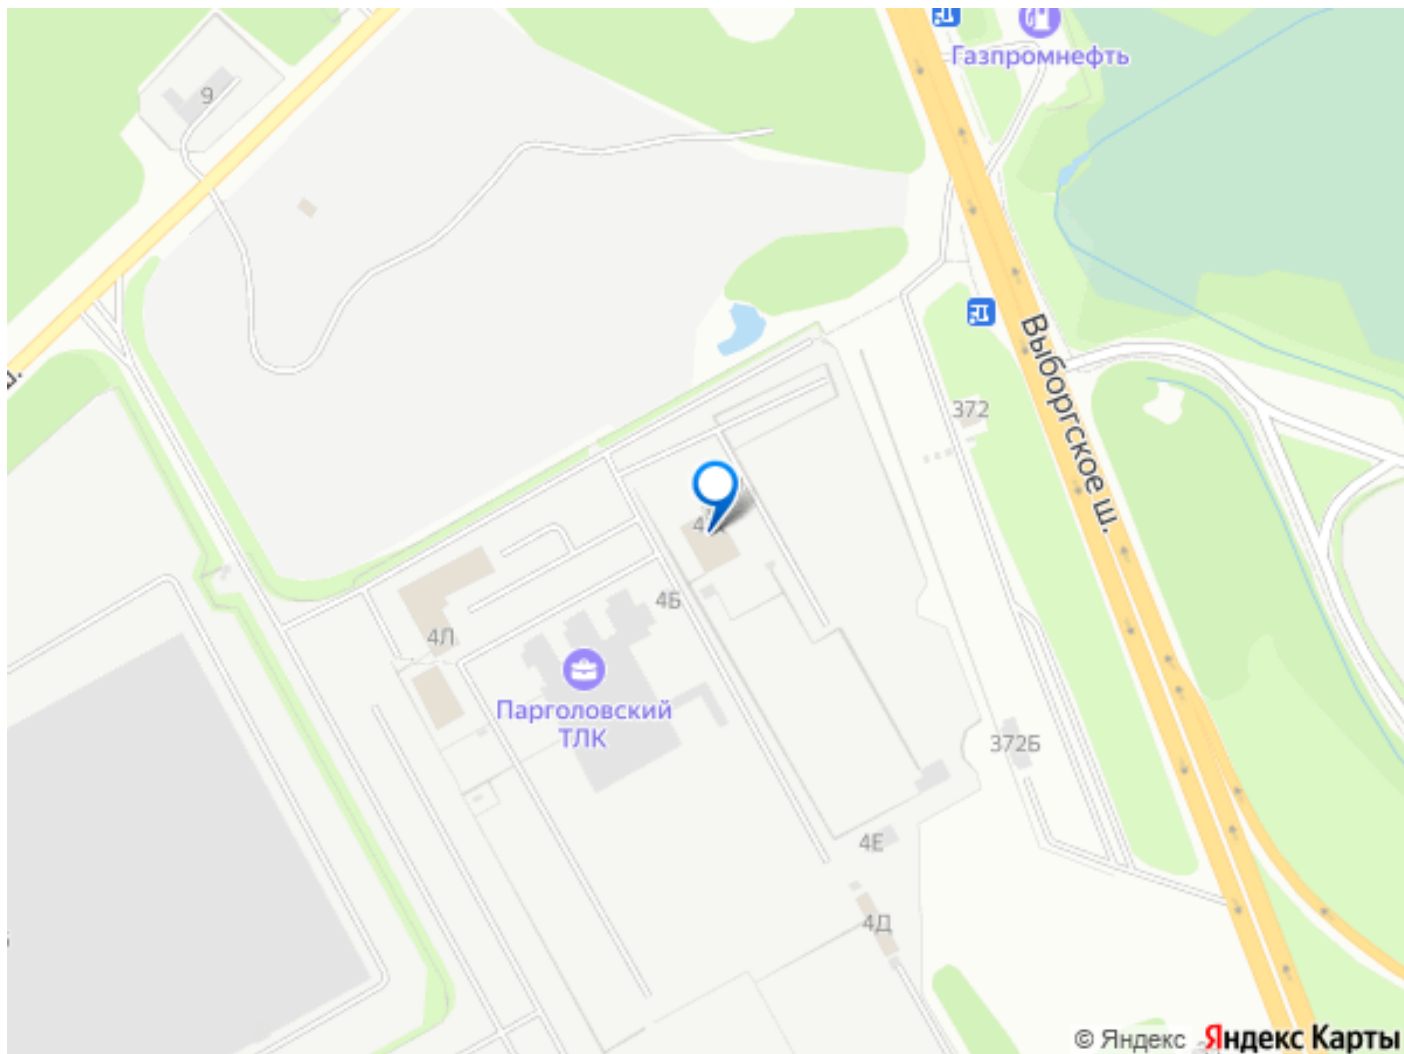 Газпромнефть
9
Выборгское ш.
ш.
372
4Б
4Л
Парголовский
ТЛК
372Б
4Е
4Д
© Яндекс Яндекс Карты